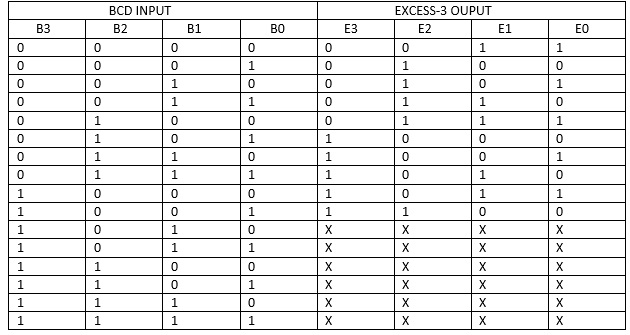 BCD INPUT EXCESS-3 OUPUT
B3 B2 B1 B0 E3 E2 E1 E0
0 0 0 0 0 0 1 1
0 0 0 1 0 1 0 0
0 0 1 0 0 1 0 1
0 0 1 1 0 1 1 0
0 1 0 0 0 1 1 1
0 1 0 1 1 0 0 0
0 1 1 0 1 0 0 1
0 1 1 1 1 0 1 0
1 0 0 0 1 0 1 1
1 0 0 1 1 1 0 0
1 0 1 0 X X X X
1 0 1 1 X X X X
1 1 0 0 X X X X
1 1 0 1 X X X X
1 1 1 0 X X X X
1 1 1 1 X X X X